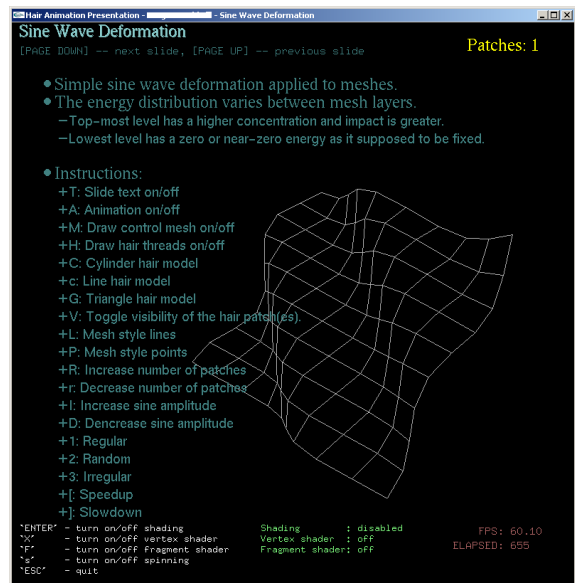 Hair Animation Presentation - - Sine Wave Deformation
Sine Wave Deformation
[PAGE DOWN] -- next slide, [PAGE UP] -- previous slide
Patches: 1
Simple sine wave deformation applied to meshes.
The energy distribution varies between mesh layers.
–Top–most level has a higher concentration and impact is greater.
–Lowest level has a zero or near–zero energy as it supposed to be fixed.
Instructions:
+T: Slide text on/off
+A: Animation on/off
+M: Draw control mesh on/off
+H: Draw hair threads on/off
+C: Cylinder hair model
+c: Line hair model
+G: Triangle hair model
+V: Toggle visibility of the hair patch(es).
+L: Mesh style lines
+P: Mesh style points
+R: Increase number of patches
+r: Decrease number of patches
+I: Increase sine amplitude
+D: Dencrease sine amplitude
+1: Regular
+2: Random
+3: Irregular
+[: Speedup
+]: Slowdown
`ENTER´ - turn on/off shading
`X´ - turn on/off vertex shader
`F´ - turn on/off fragment shader
`s´ - turn on/off spinning
`ESC´ - quit
Shading : disabled
Vertex shader : off
Fragment shader: off
FPS: 60.10
ELAPSED: 655